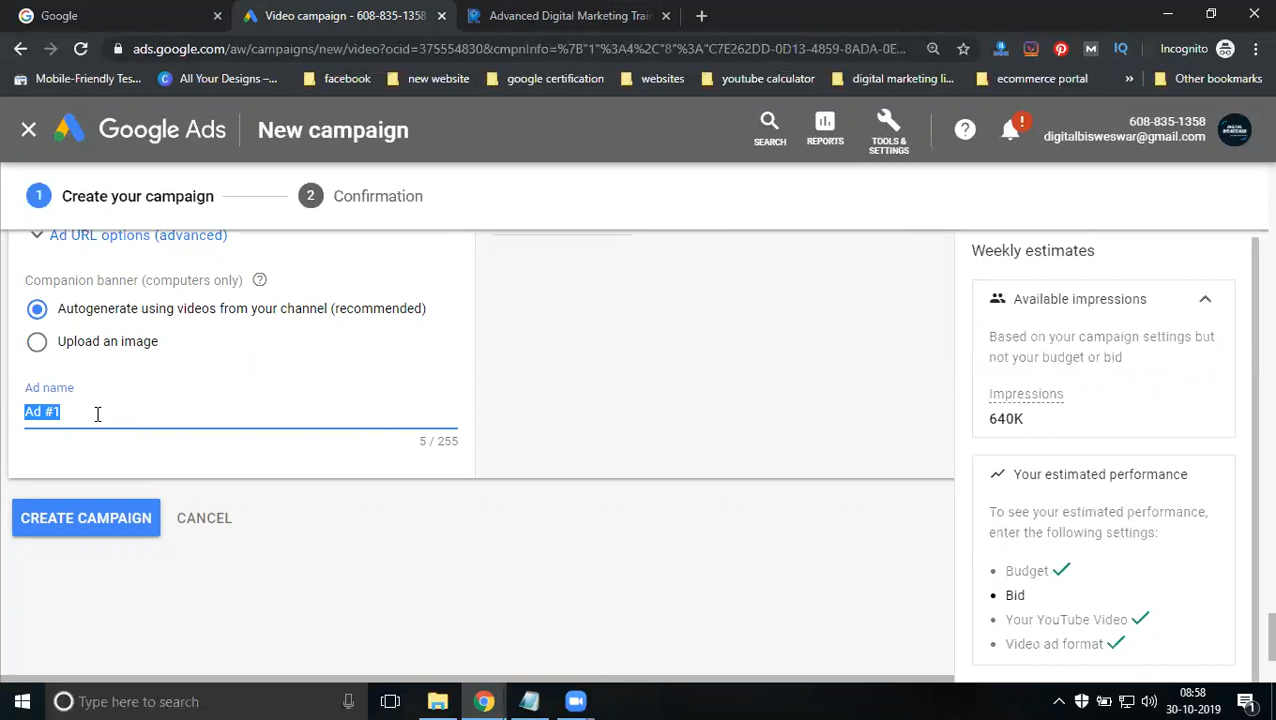 Google
Video campaign - 608-835-1358
Advanced Digital Marketing Trai
ads.google.com/aw/campaigns/new/video?ocid=375554830&cmpnInfo=%7B"1"%3A4%2C"8"%3A"C7E262DD-0D13-4859-8ADA-0E...
M
IQ
Incognito
Mobile-Friendly Tes...
All Your Designs –...
facebook
new website
google certification
websites
youtube calculator
digital marketing li...
ecommerce portal
»
Other bookmarks
Google Ads
New campaign
SEARCH
REPORTS
TOOLS &
SETTINGS
608-835-1358
digitalbisweswar@gmail.com
1 Create your campaign
2 Confirmation
Ad URL options (advanced)
Companion banner (computers only)
Autogenerate using videos from your channel (recommended)
Upload an image
Ad name
Ad #1
5 / 255
CREATE CAMPAIGN
CANCEL
Weekly estimates
Available impressions
Based on your campaign settings but
not your budget or bid
Impressions
640K
Your estimated performance
To see your estimated performance,
enter the following settings:
• Budget
• Bid
• Your YouTube Video
• Video ad format
Type here to search
08:58
30-10-2019
1